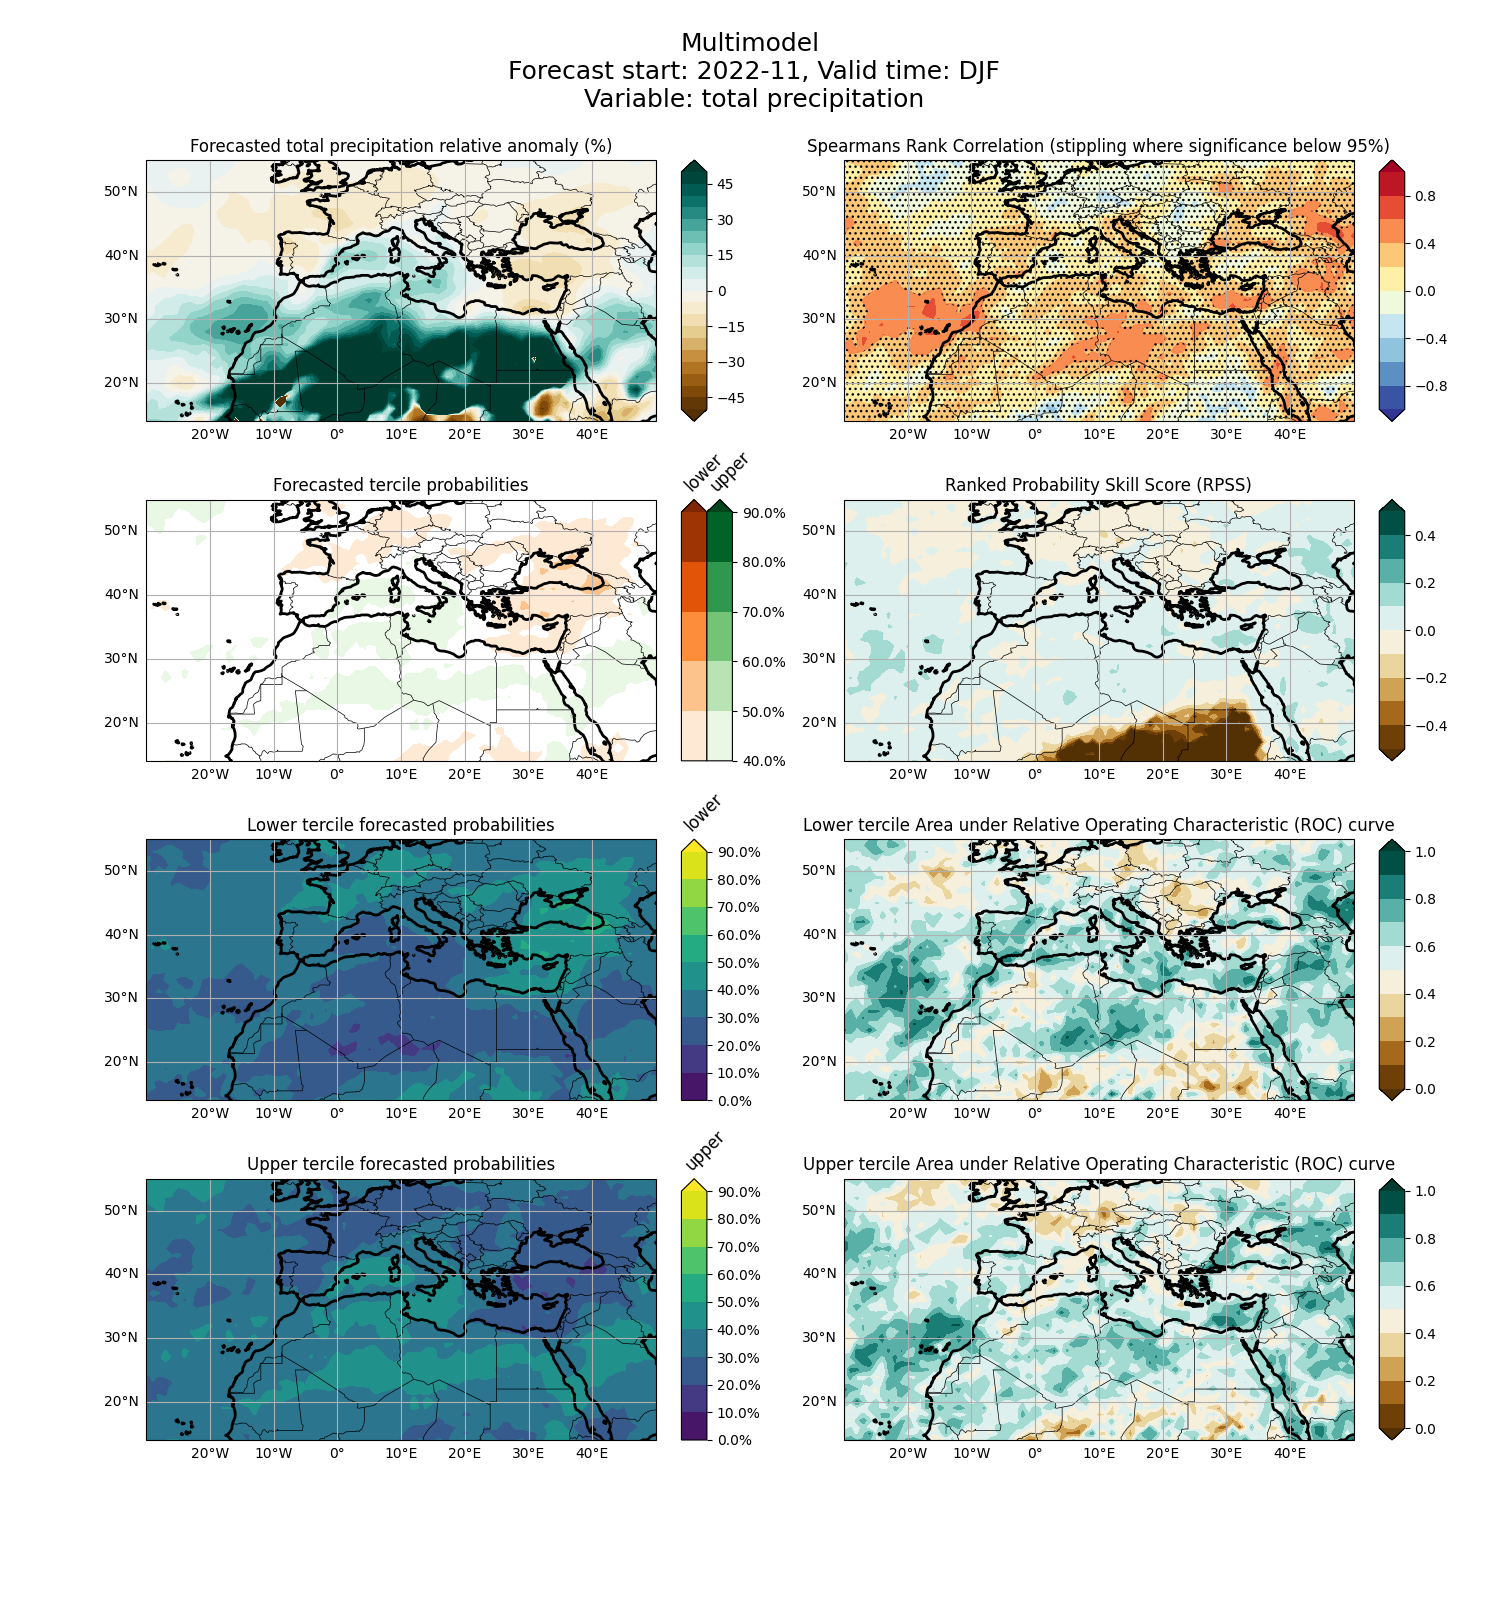 Multimodel
Forecast start: 2022-11, Valid time: DJF
Variable: total precipitation
Forecasted total precipitation relative anomaly (%)
50°N
40°N
30°N
20°N
20°W 10°W 0° 10°E 20°E 30°E 40°E
45
30
15
0
−15
−30
−45
Spearmans Rank Correlation (stippling where significance below 95%)
50°N
40°N
30°N
20°N
20°W 10°W 0° 10°E 20°E 30°E 40°E
0.8
0.4
0.0
−0.4
−0.8
Forecasted tercile probabilities
50°N
40°N
30°N
20°N
20°W 10°W 0° 10°E 20°E 30°E 40°E
lower
upper
90.0%
80.0%
70.0%
60.0%
50.0%
40.0%
Ranked Probability Skill Score (RPSS)
50°N
40°N
30°N
20°N
20°W 10°W 0° 10°E 20°E 30°E 40°E
0.4
0.2
0.0
−0.2
−0.4
Lower tercile forecasted probabilities
50°N
40°N
30°N
20°N
20°W 10°W 0° 10°E 20°E 30°E 40°E
lower
90.0%
80.0%
70.0%
60.0%
50.0%
40.0%
30.0%
20.0%
10.0%
0.0%
Lower tercile Area under Relative Operating Characteristic (ROC) curve
50°N
40°N
30°N
20°N
20°W 10°W 0° 10°E 20°E 30°E 40°E
1.0
0.8
0.6
0.4
0.2
0.0
Upper tercile forecasted probabilities
50°N
40°N
30°N
20°N
20°W 10°W 0° 10°E 20°E 30°E 40°E
upper
90.0%
80.0%
70.0%
60.0%
50.0%
40.0%
30.0%
20.0%
10.0%
0.0%
Upper tercile Area under Relative Operating Characteristic (ROC) curve
50°N
40°N
30°N
20°N
20°W 10°W 0° 10°E 20°E 30°E 40°E
1.0
0.8
0.6
0.4
0.2
0.0